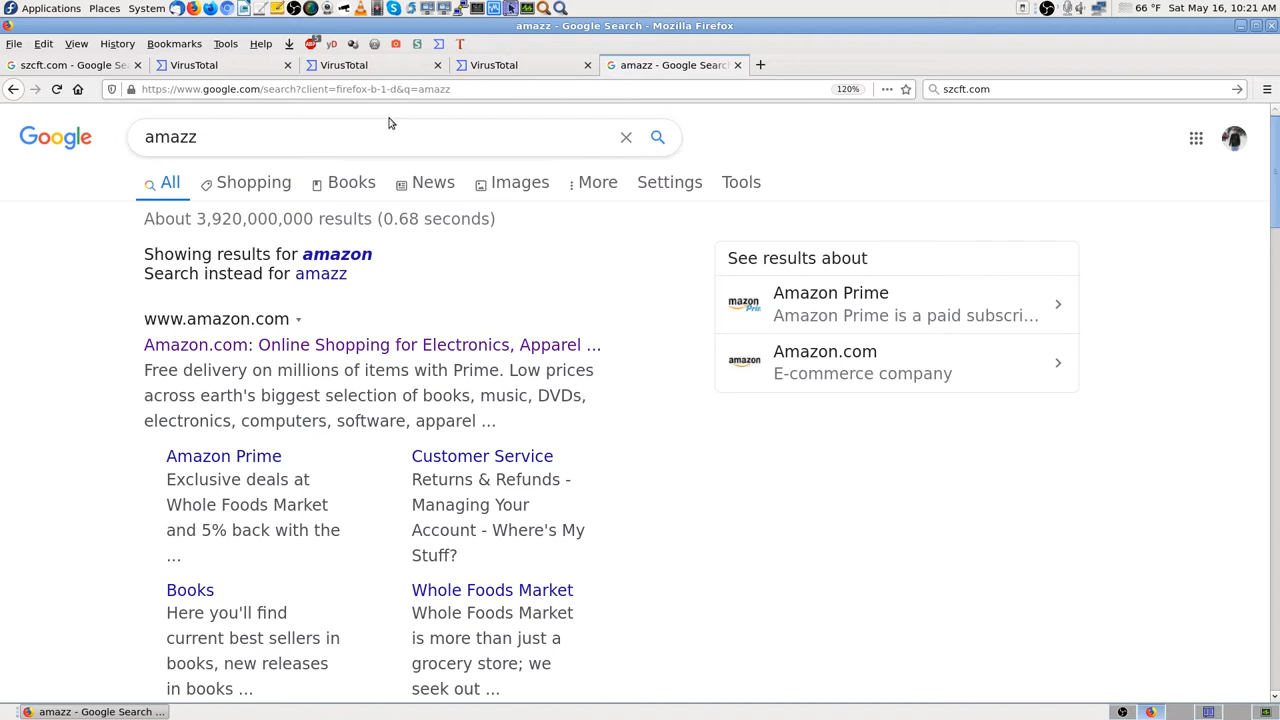 Applications Places System 66 °F Sat May 16, 10:21 AM
amazz - Google Search - Mozilla Firefox
File Edit View History Bookmarks Tools Help
szcft.com - Google Se VirusTotal VirusTotal VirusTotal amazz - Google Search
https://www.google.com/search?client=firefox-b-1-d&q=amazz 120% szcft.com
Google amazz
All Shopping Books News Images More Settings Tools
About 3,920,000,000 results (0.68 seconds)
Showing results for amazon
Search instead for amazz
www.amazon.com
Amazon.com: Online Shopping for Electronics, Apparel ...
Free delivery on millions of items with Prime. Low prices
across earth's biggest selection of books, music, DVDs,
electronics, computers, software, apparel ...
Amazon Prime
Exclusive deals at
Whole Foods Market
and 5% back with the
...
Customer Service
Returns & Refunds -
Managing Your
Account - Where's My
Stuff?
Books
Here you'll find
current best sellers in
books, new releases
in books ...
Whole Foods Market
Whole Foods Market
is more than just a
grocery store; we
seek out ...
See results about
Amazon Prime
Amazon Prime is a paid subscri...
Amazon.com
E-commerce company
amazz - Google Search ...